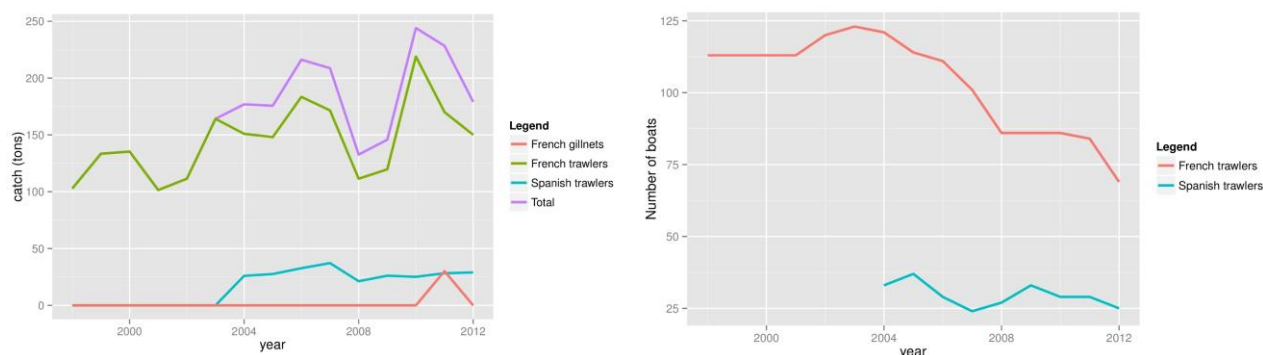 250
200
150
100
50
0
catch (tons)
2000
2004
2008
2012
year
Legend
French gillnets
French trawlers
Spanish trawlers
Total
125
100
75
50
25
Number of boats
2000
2004
2008
2012
year
Legend
French trawlers
Spanish trawlers